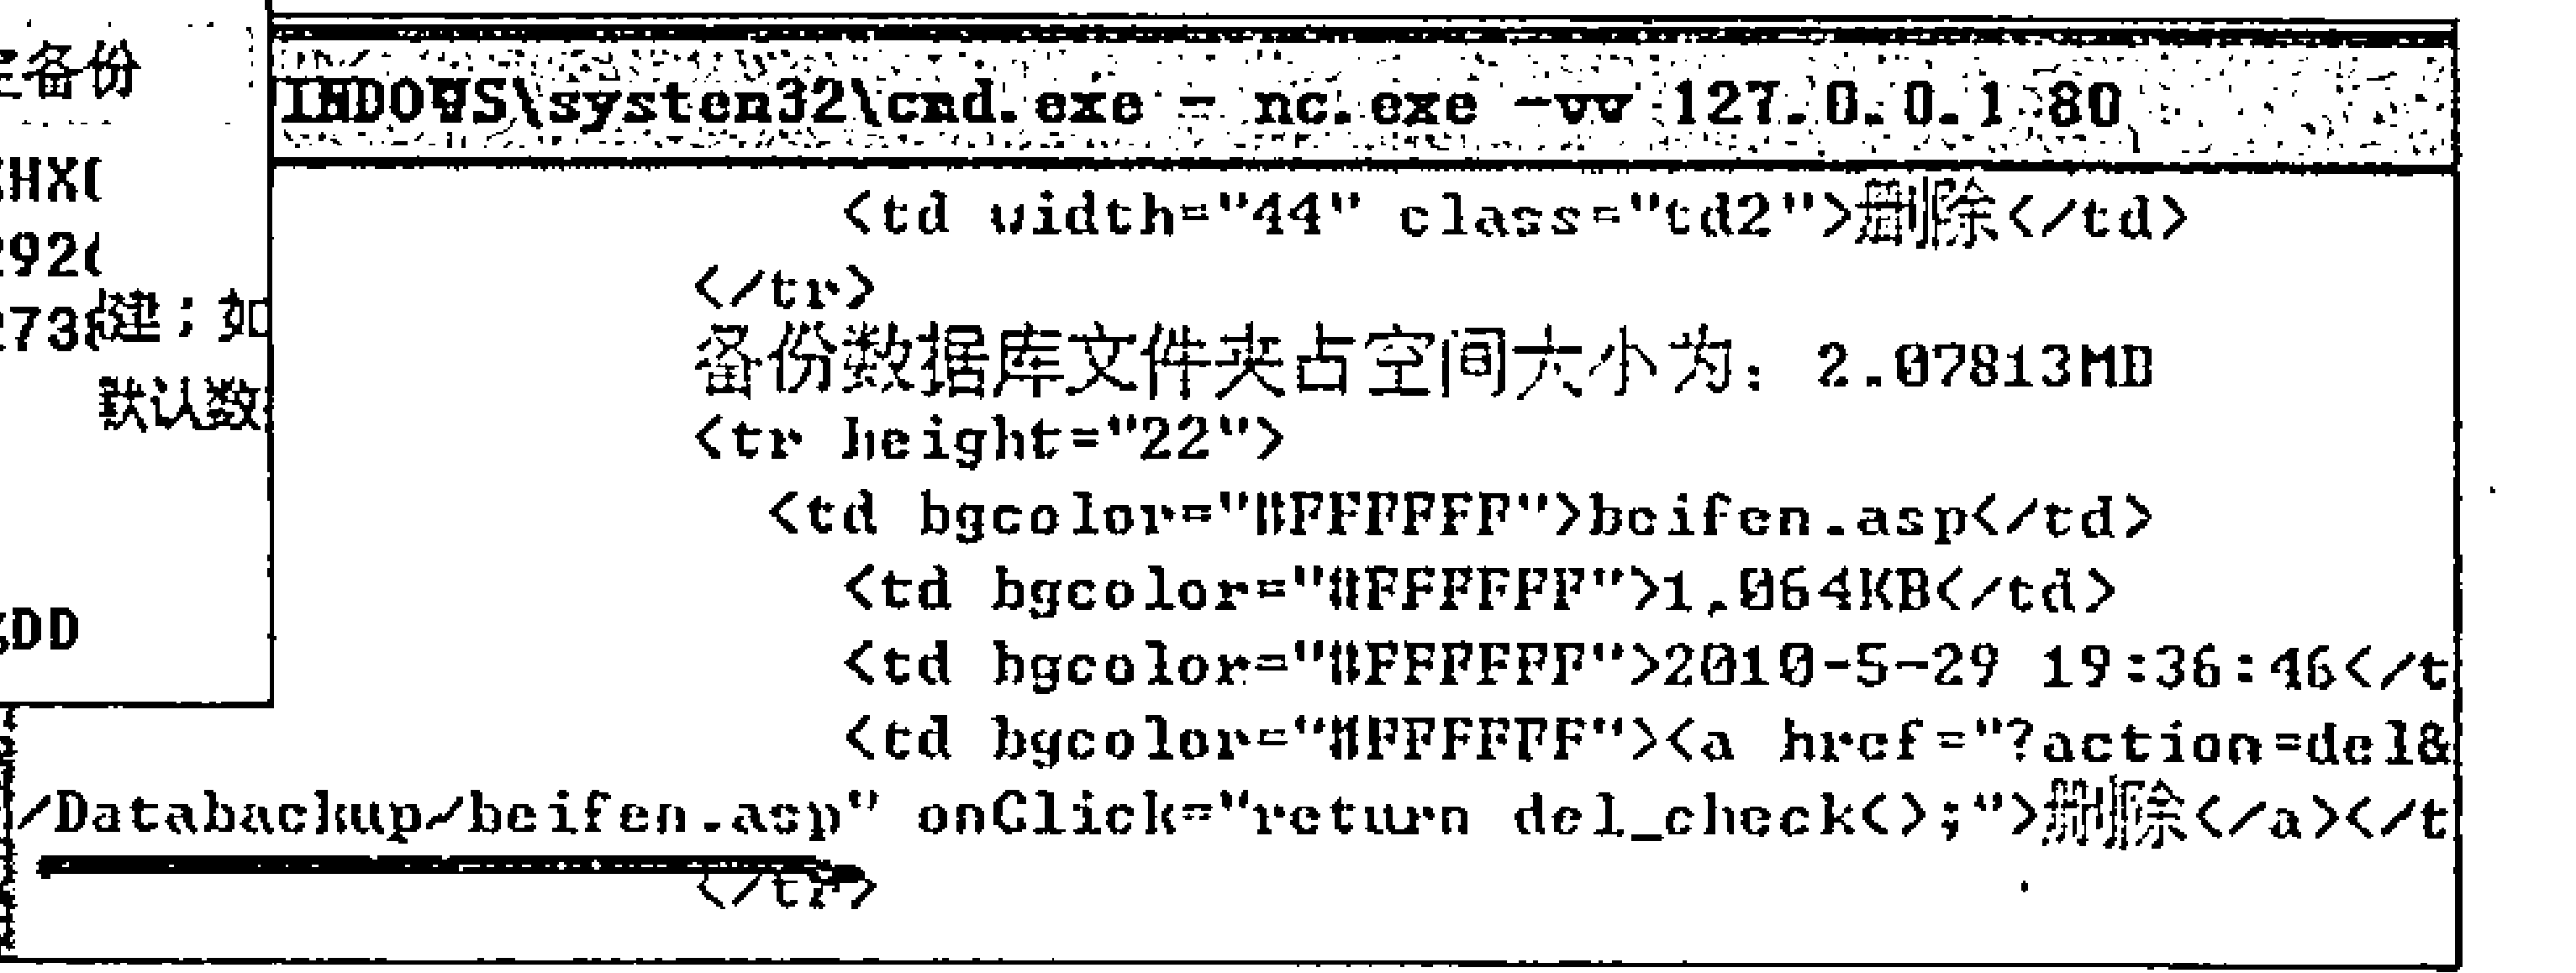 备份
HX(
292(
273
建；如
默认数
DD
INDOWS\system32\cmd.exe - nc.exe -vv 127.0.0.1 80
<td width="44" class="td2">删除</td>
</tr>
备份数据库文件夹占空间大小为：2.07813MB
<tr height="22">
<td bgcolor="#FFFFFF">beifen.asp</td>
<td bgcolor="#FFFFFF">1,064KB</td>
<td bgcolor="#FFFFFF">2010-5-29 19:36:46</t
<td bgcolor="#FFFFFF"><a href="?action=del&
/Databackup/beifen.asp" onClick="return del_check();">删除</a></t
</tr>